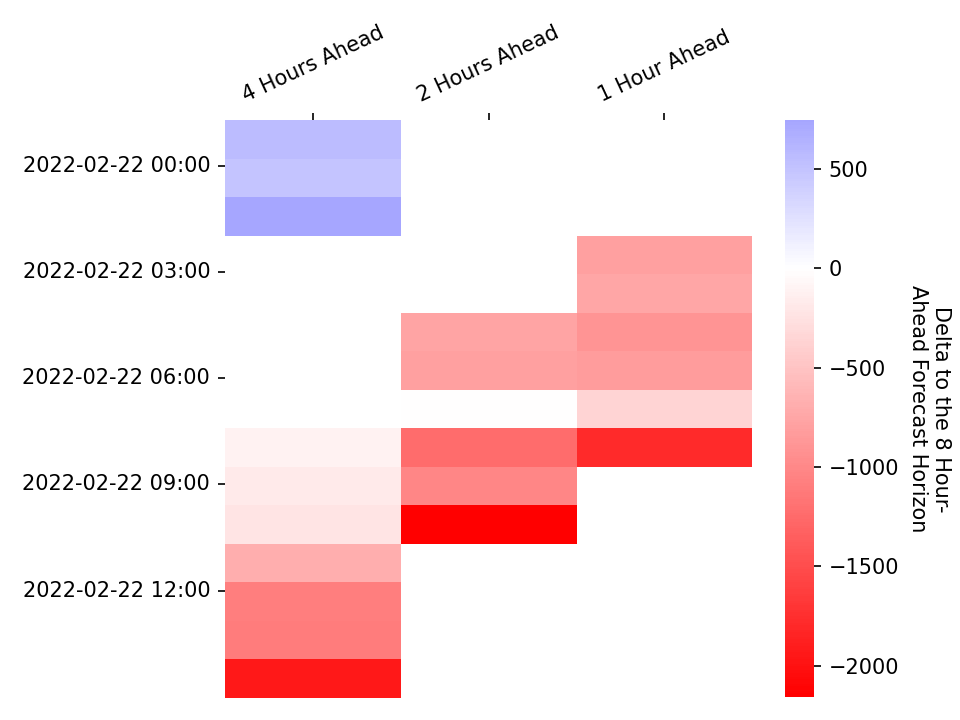 4 Hours Ahead
2 Hours Ahead
1 Hour Ahead
2022-02-22 00:00
2022-02-22 03:00
2022-02-22 06:00
2022-02-22 09:00
2022-02-22 12:00
500
0
−500
−1000
−1500
−2000
Delta to the 8 Hour-
Ahead Forecast Horizon